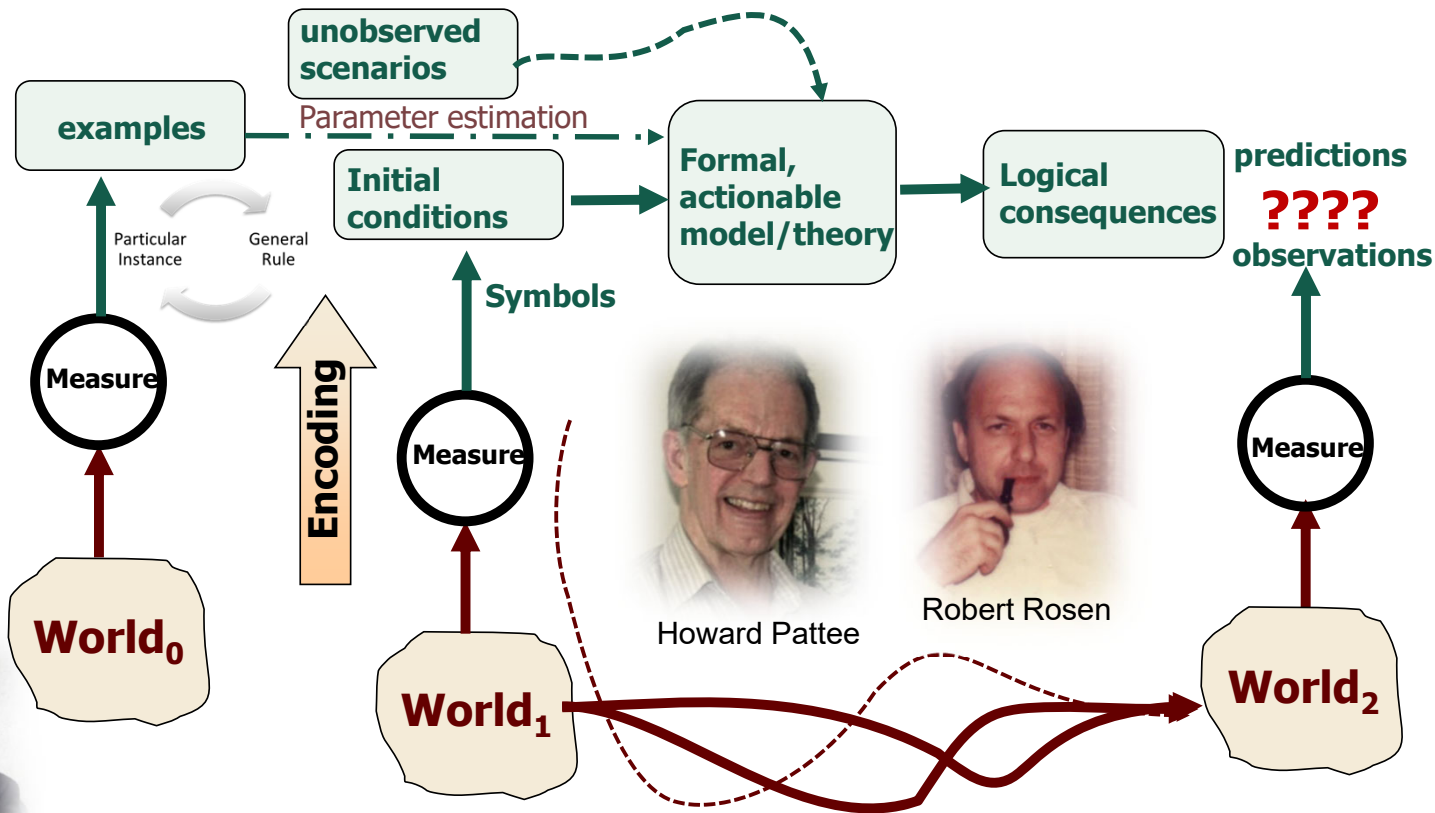 unobserved
scenarios
examples
Parameter estimation
Initial
conditions
Formal,
actionable
model/theory
Logical
consequences
predictions
????
observations
Particular
Instance
General
Rule
Symbols
Encoding
Measure
Measure
Measure
Howard Pattee
Robert Rosen
World0
World1
World2